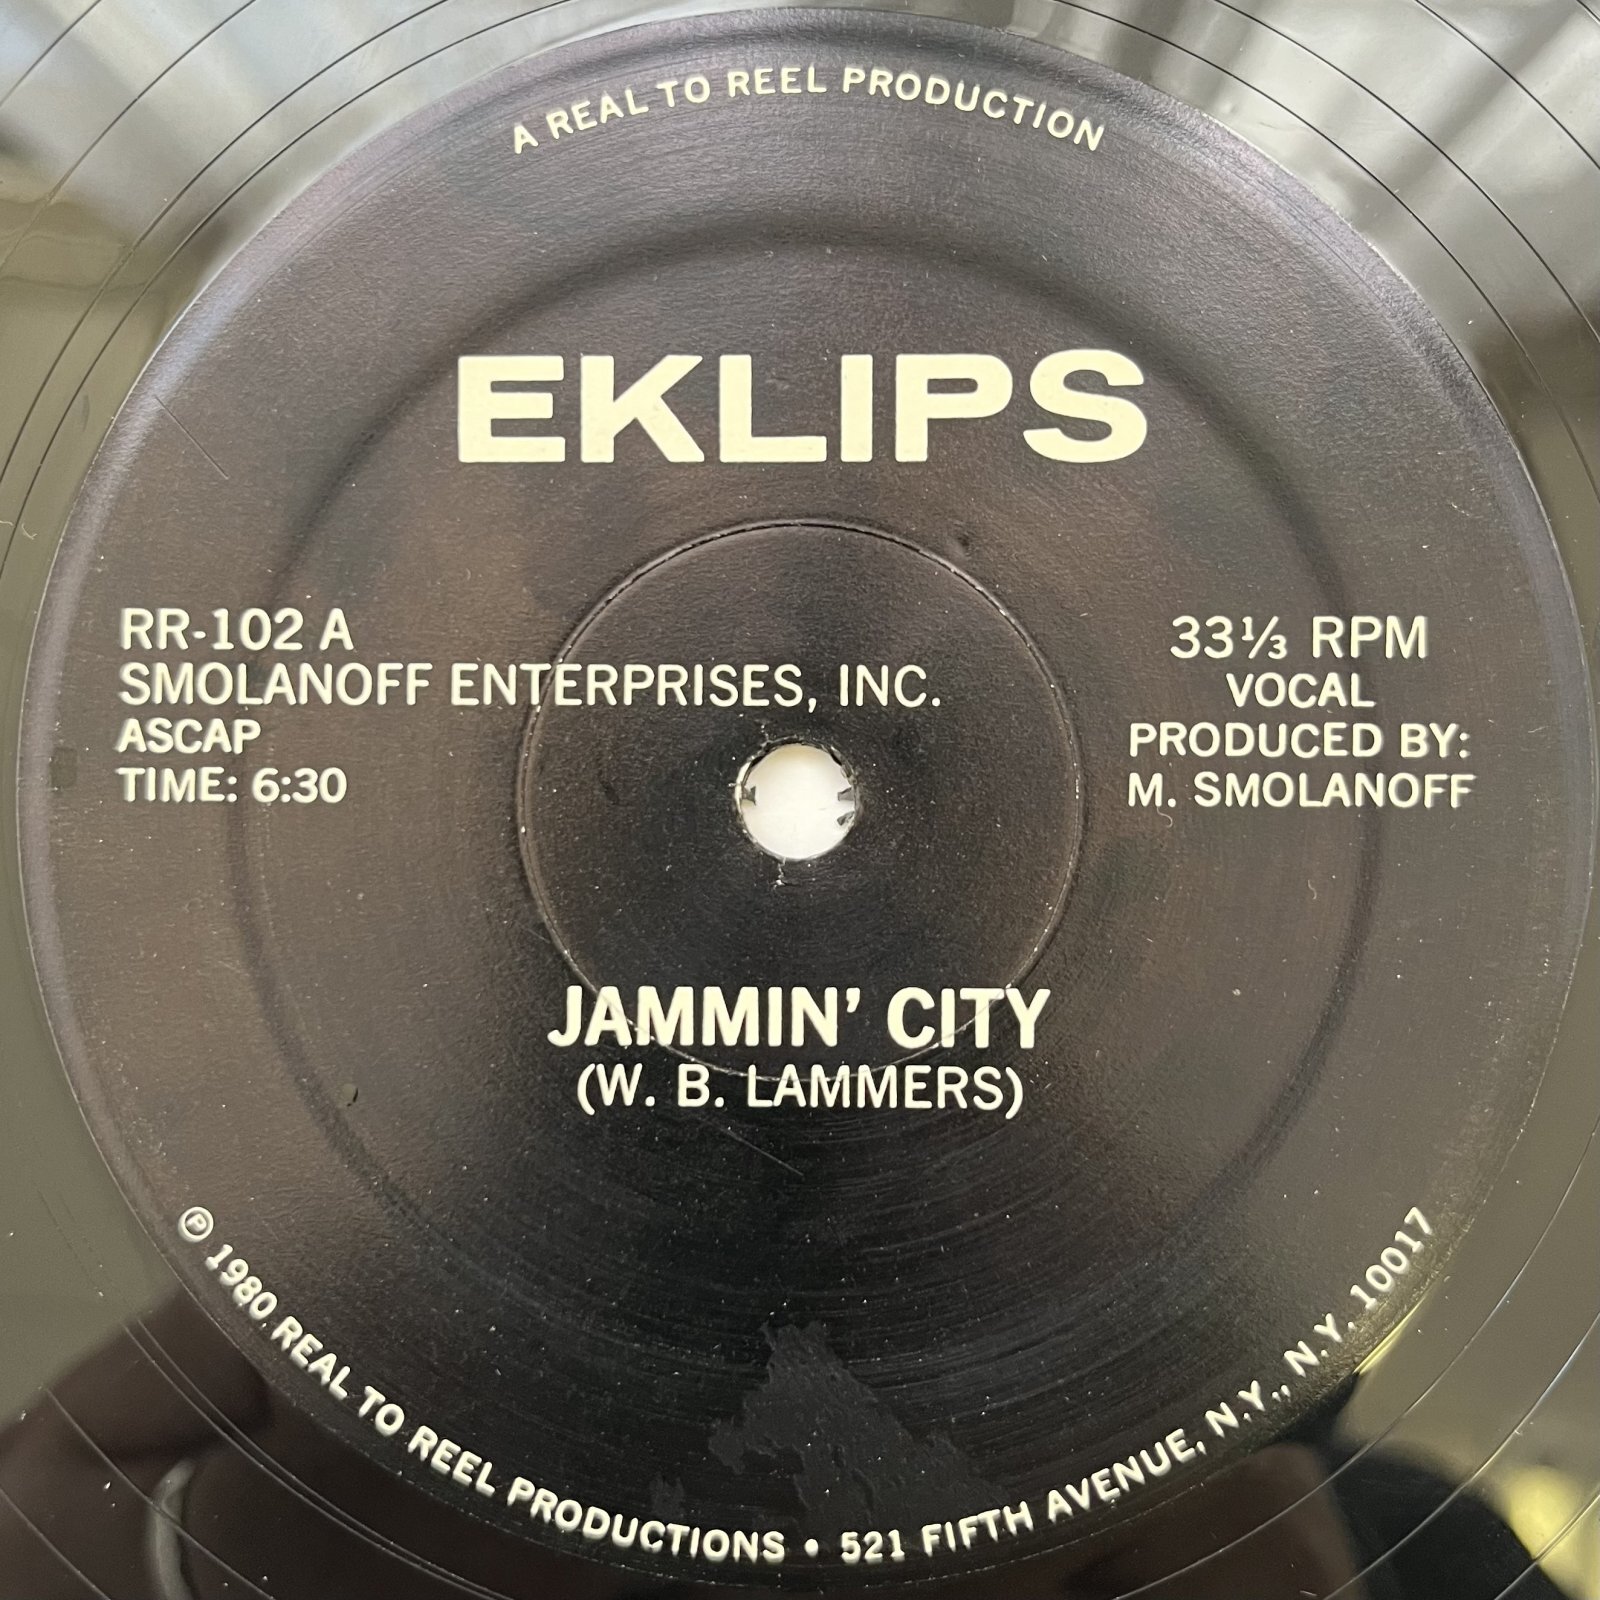 A REAL TO REEL PRODUCTION
EKLIPS
RR-102 A
SMOLANOFF ENTERPRISES, INC.
ASCAP
TIME: 6:30
33⅓ RPM
VOCAL
PRODUCED BY:
M. SMOLANOFF
JAMMIN' CITY
(W. B. LAMMERS)
℗ 1980 REAL TO REEL PRODUCTIONS • 521 FIFTH AVENUE, N.Y., N.Y. 10017